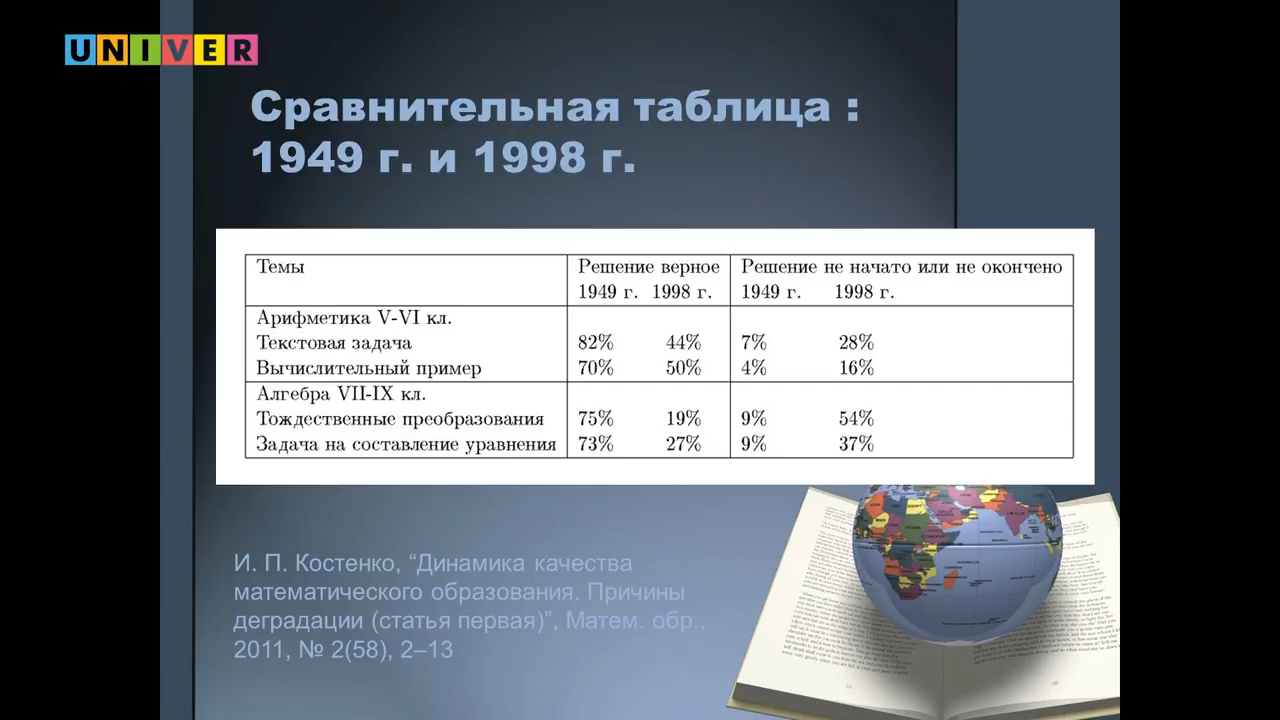 UNIVER
Сравнительная таблица :
1949 г. и 1998 г.
Темы Решение верное Решение не начато или не окончено
1949 г. 1998 г. 1949 г. 1998 г.
Арифметика V-VI кл.
Текстовая задача 82% 44% 7% 28%
Вычислительный пример 70% 50% 4% 16%
Алгебра VII-IX кл.
Тождественные преобразования 75% 19% 9% 54%
Задача на составление уравнения 73% 27% 9% 37%
И. П. Костенко, “Динамика качества
математического образования. Причины
деградации (статья первая)”, Матем. обр.,
2011, № 2(58), 2–13